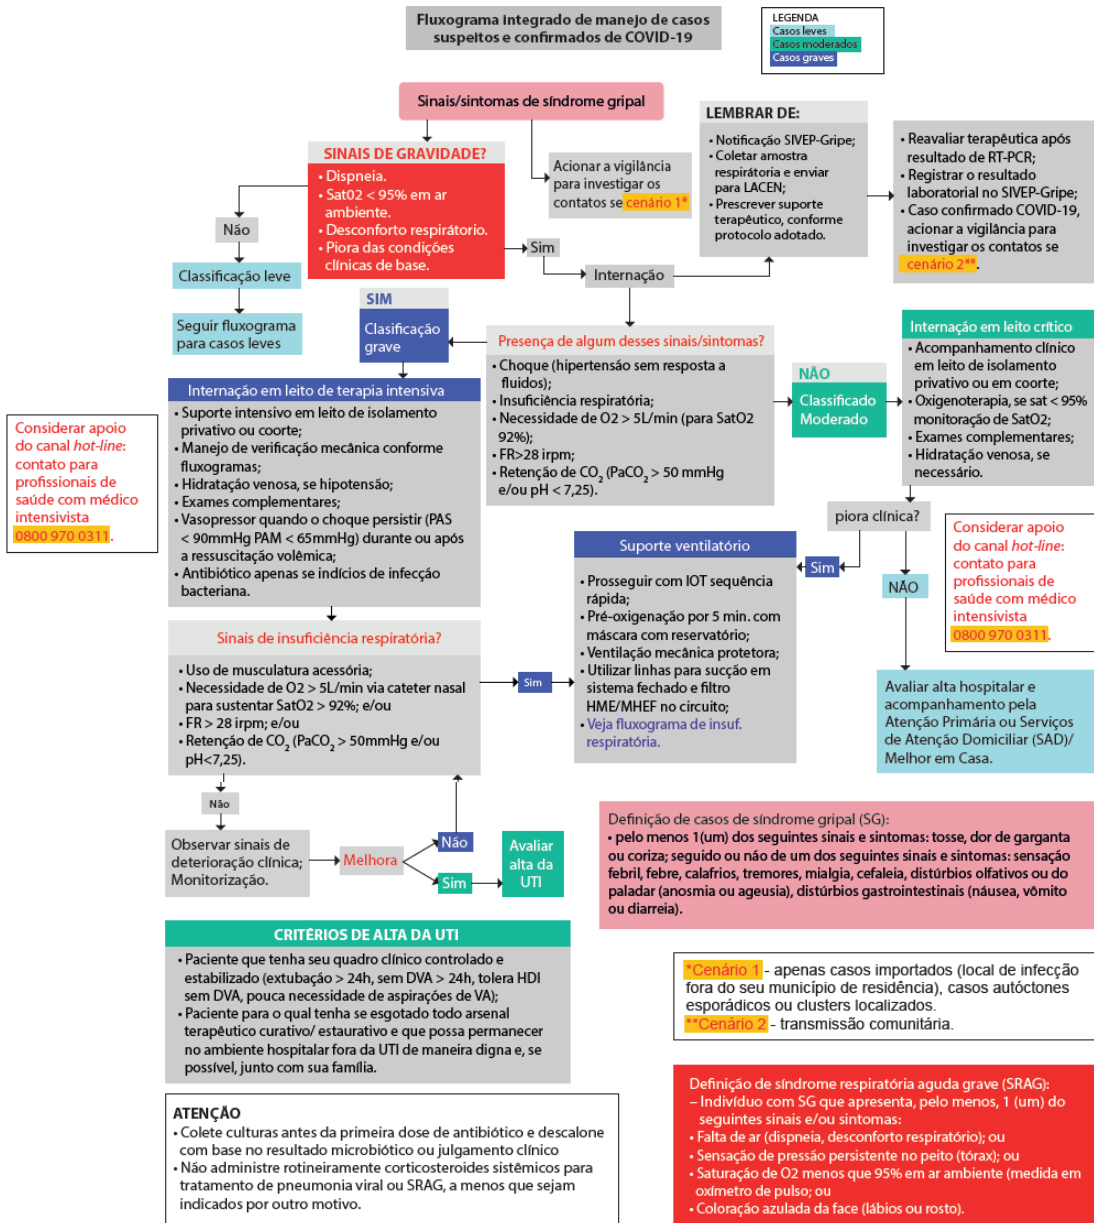 Fluxograma integrado de manejo de casos
suspeitos e confirmados de COVID-19
LEGENDA
Casos leves
Casos moderados
Casos graves
Sinais/sintomas de síndrome gripal
SINAIS DE GRAVIDADE?
• Dispneia.
• Sat02 < 95% em ar
ambiente.
• Desconforto respirátorio.
• Piora das condições
clínicas de base.
Acionar a vigilância
para investigar os
contatos se cenário 1*
LEMBRAR DE:
• Notificação SIVEP-Gripe;
• Coletar amostra
respirátoria e enviar
para LACEN;
• Prescrever suporte
terapêutico, conforme
protocolo adotado.
• Reavaliar terapêutica após
resultado de RT-PCR;
• Registrar o resultado
laboratorial no SIVEP-Gripe;
• Caso confirmado COVID-19,
acionar a vigilância para
investigar os contatos se
cenário 2**.
Não
Sim
Internação
Classificação leve
Seguir fluxograma
para casos leves
SIM
Clasificação
grave
Presença de algum desses sinais/sintomas?
• Choque (hipertensão sem resposta a
fluidos);
• Insuficiência respiratória;
• Necessidade de O2 > 5L/min (para SatO2
92%);
• FR>28 irpm;
• Retenção de CO2 (PaCO2 > 50 mmHg
e/ou pH < 7,25).
NÃO
Classificado
Moderado
Internação em leito crítico
• Acompanhamento clínico
em leito de isolamento
privativo ou em coorte;
• Oxigenoterapia, se sat < 95%
monitoração de SatO2;
• Exames complementares;
• Hidratação venosa, se
necessário.
Internação em leito de terapia intensiva
• Suporte intensivo em leito de isolamento
privativo ou coorte;
• Manejo de verificação mecânica conforme
fluxogramas;
• Hidratação venosa, se hipotensão;
• Exames complementares;
• Vasopressor quando o choque persistir (PAS
< 90mmHg PAM < 65mmHg) durante ou após
a ressuscitação volêmica;
• Antibiótico apenas se indícios de infecção
bacteriana.
Considerar apoio
do canal hot-line:
contato para
profissionais de
saúde com médico
intensivista
0800 970 0311.
piora clínica?
Sim
NÃO
Considerar apoio
do canal hot-line:
contato para
profissionais de
saúde com médico
intensivista
0800 970 0311.
Suporte ventilatório
• Prosseguir com IOT sequência
rápida;
• Pré-oxigenação por 5 min. com
máscara com reservatório;
• Ventilação mecânica protetora;
• Utilizar linhas para sucção em
sistema fechado e filtro
HME/MHEF no circuito;
• Veja fluxograma de insuf.
respiratória.
Sinais de insuficiência respiratória?
• Uso de musculatura acessória;
• Necessidade de O2 > 5L/min via cateter nasal
para sustentar SatO2 > 92%; e/ou
• FR > 28 irpm; e/ou
• Retenção de CO2 (PaCO2 > 50mmHg e/ou
pH<7,25).
Sim
Avaliar alta hospitalar e
acompanhamento pela
Atenção Primária ou Serviços
de Atenção Domiciliar (SAD)/
Melhor em Casa.
Não
Observar sinais de
deterioração clínica;
Monitorização.
Melhora
Não
Sim
Avaliar
alta da
UTI
Definição de casos de síndrome gripal (SG):
• pelo menos 1(um) dos seguintes sinais e sintomas: tosse, dor de garganta
ou coriza; seguido ou não de um dos seguintes sinais e sintomas: sensação
febril, febre, calafrios, tremores, mialgia, cefaleia, distúrbios olfativos ou do
paladar (anosmia ou ageusia), distúrbios gastrointestinais (náusea, vômito
ou diarreia).
CRITÉRIOS DE ALTA DA UTI
• Paciente que tenha seu quadro clínico controlado e
estabilizado (extubação > 24h, sem DVA > 24h, tolera HDI
sem DVA, pouca necessidade de aspirações de VA);
• Paciente para o qual tenha se esgotado todo arsenal
terapêutico curativo/ estaurativo e que possa permanecer
no ambiente hospitalar fora da UTI de maneira digna e, se
possível, junto com sua família.
*Cenário 1 - apenas casos importados (local de infecção
fora do seu município de residência), casos autóctones
esporádicos ou clusters localizados.
**Cenário 2 - transmissão comunitária.
ATENÇÃO
• Colete culturas antes da primeira dose de antibiótico e descalone
com base no resultado microbiótico ou julgamento clínico
• Não administre rotineiramente corticosteroides sistêmicos para
tratamento de pneumonia viral ou SRAG, a menos que sejam
indicados por outro motivo.
Definição de síndrome respiratória aguda grave (SRAG):
– Indivíduo com SG que apresenta, pelo menos, 1 (um) do
seguintes sinais e/ou sintomas:
• Falta de ar (dispneia, desconforto respiratório); ou
• Sensação de pressão persistente no peito (tórax); ou
• Saturação de O2 menos que 95% em ar ambiente (medida em
oxímetro de pulso; ou
• Coloração azulada da face (lábios ou rosto).